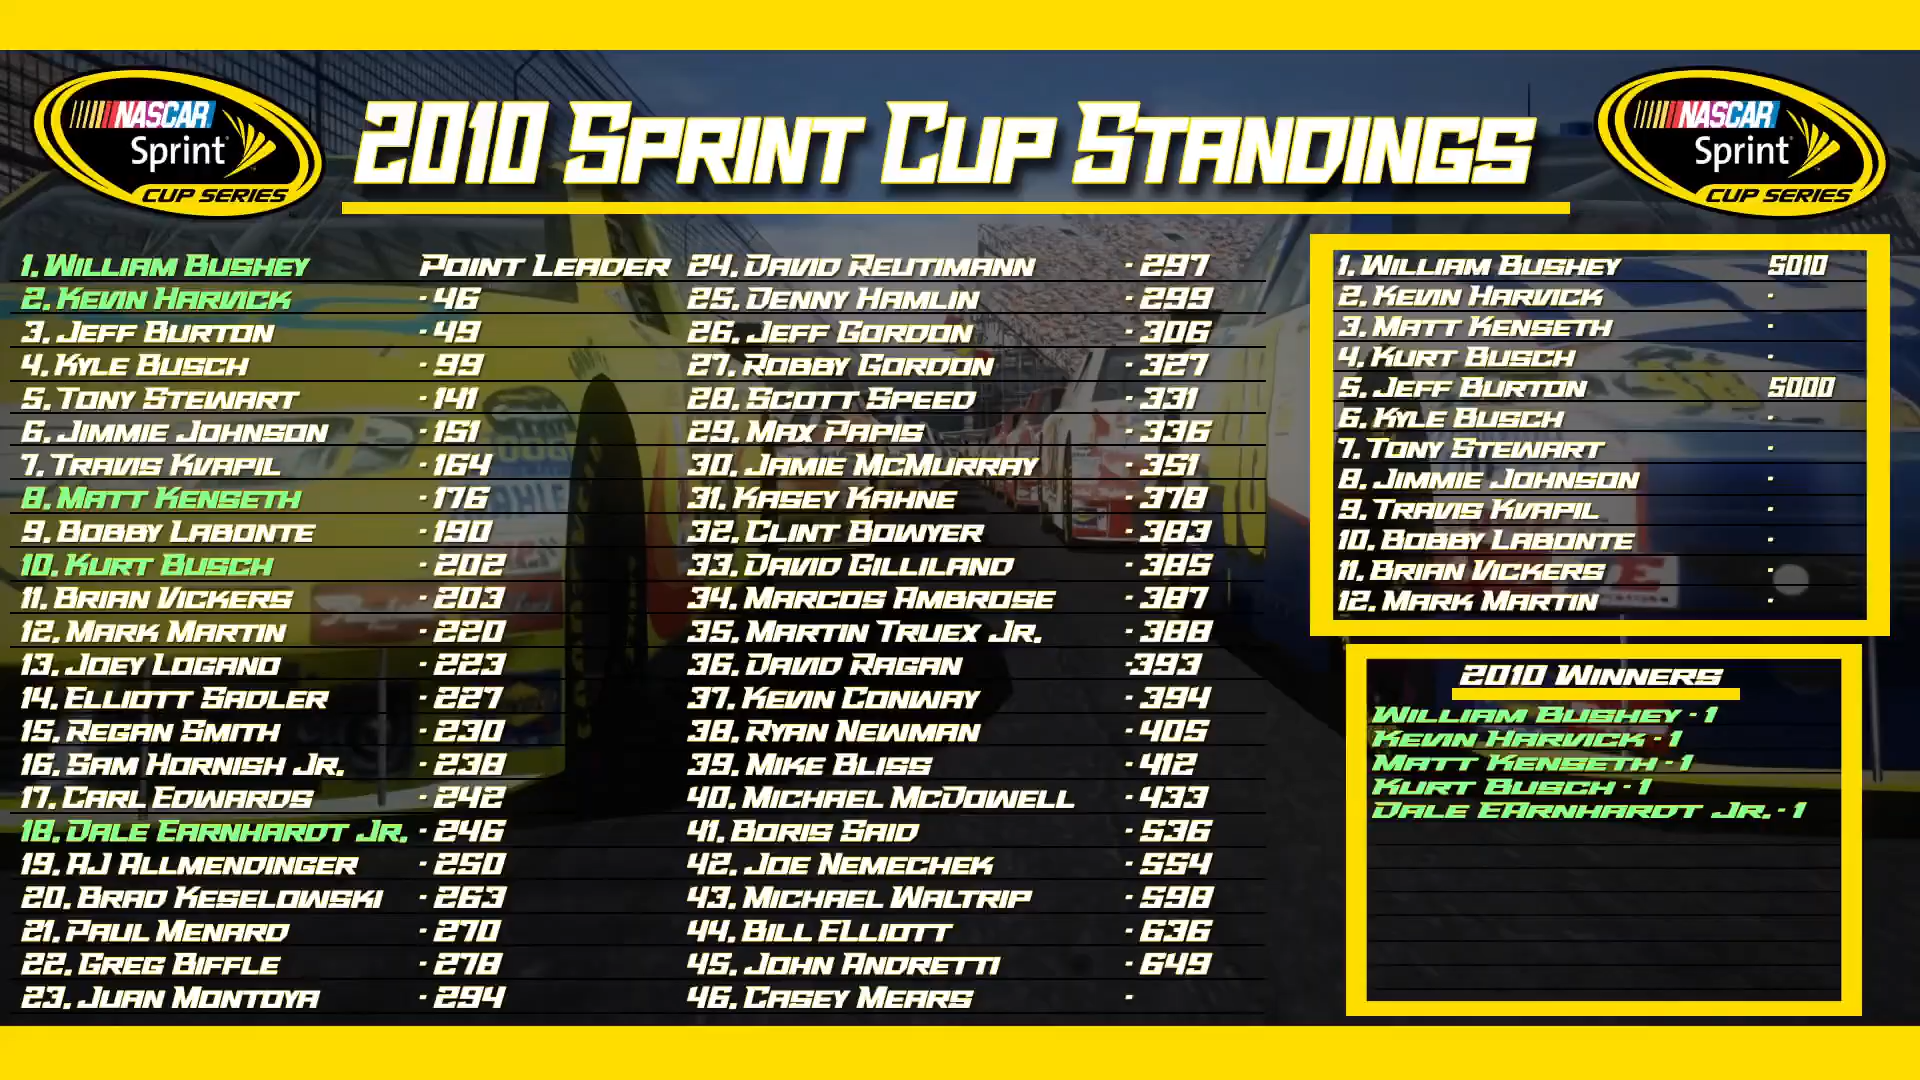 NASCAR
Sprint
CUP SERIES
2010 Sprint Cup Standings
NASCAR
Sprint
CUP SERIES
1. William Bushey Point Leader
2. Kevin Harvick - 46
3. Jeff Burton - 49
4. Kyle Busch - 99
5. Tony Stewart - 141
6. Jimmie Johnson - 151
7. Travis Kvapil - 164
8. Matt Kenseth - 176
9. Bobby Labonte - 190
10. Kurt Busch - 202
11. Brian Vickers - 203
12. Mark Martin - 220
13. Joey Logano - 223
14. Elliott Sadler - 227
15. Regan Smith - 230
16. Sam Hornish Jr. - 238
17. Carl Edwards - 242
18. Dale Earnhardt Jr. - 246
19. AJ Allmendinger - 250
20. Brad Keselowski - 263
21. Paul Menard - 270
22. Greg Biffle - 278
23. Juan Montoya - 294
24. David Reutimann - 297
25. Denny Hamlin - 299
26. Jeff Gordon - 306
27. Robby Gordon - 327
28. Scott Speed - 331
29. Max Papis - 336
30. Jamie McMurray - 351
31. Kasey Kahne - 378
32. Clint Bowyer - 383
33. David Gilliland - 385
34. Marcos Ambrose - 387
35. Martin Truex Jr. - 388
36. David Ragan -393
37. Kevin Conway - 394
38. Ryan Newman - 405
39. Mike Bliss - 412
40. Michael McDowell - 433
41. Boris Said - 536
42. Joe Nemechek - 554
43. Michael Waltrip - 598
44. Bill Elliott - 636
45. John Andretti - 649
46. Casey Mears -
1. William Bushey 5010
2. Kevin Harvick -
3. Matt Kenseth -
4. Kurt Busch -
5. Jeff Burton 5000
6. Kyle Busch -
7. Tony Stewart -
8. Jimmie Johnson -
9. Travis Kvapil -
10. Bobby Labonte -
11. Brian Vickers -
12. Mark Martin -
2010 Winners
William Bushey - 1
Kevin Harvick - 1
Matt Kenseth - 1
Kurt Busch - 1
Dale EArnhardt Jr. - 1